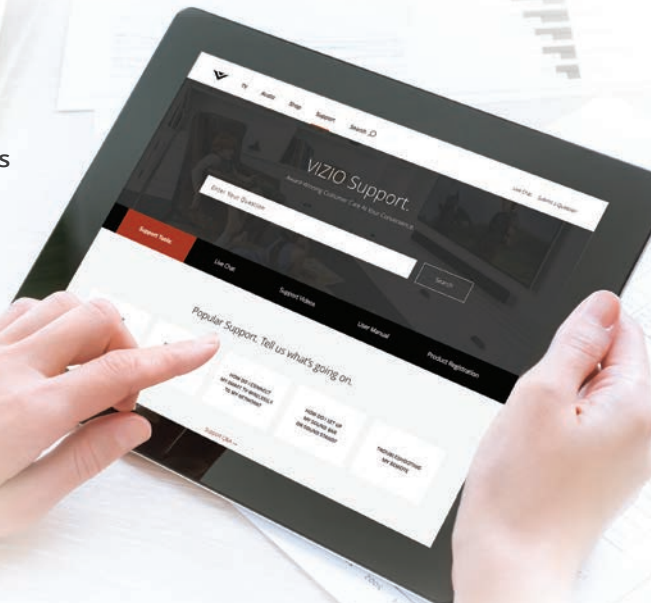 s
TV Audio Shop Support Search
Live Chat Submit a Question
VIZIO Support.
Award-Winning Customer Care At Your Convenience
Enter Your Question
Search
Support Tools Live Chat Support Videos User Manual Product Registration
Popular Support. Tell us what's going on.
HOW DO I CONNECT
MY SMART TV WIRELESSLY
TO MY NETWORK?
HOW DO I SET UP
MY SOUND BAR
OR SOUND STAND?
TROUBLESHOOTING
MY REMOTE
Support Q&A